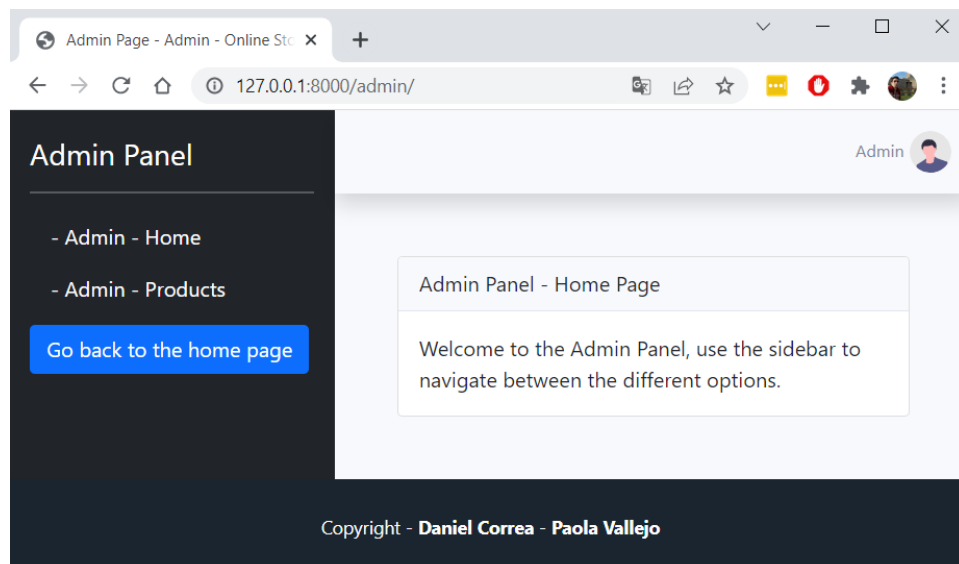 Admin Page - Admin - Online Sto
127.0.0.1:8000/admin/
Admin Panel
Admin
- Admin - Home
- Admin - Products
Go back to the home page
Admin Panel - Home Page
Welcome to the Admin Panel, use the sidebar to
navigate between the different options.
Copyright - Daniel Correa - Paola Vallejo